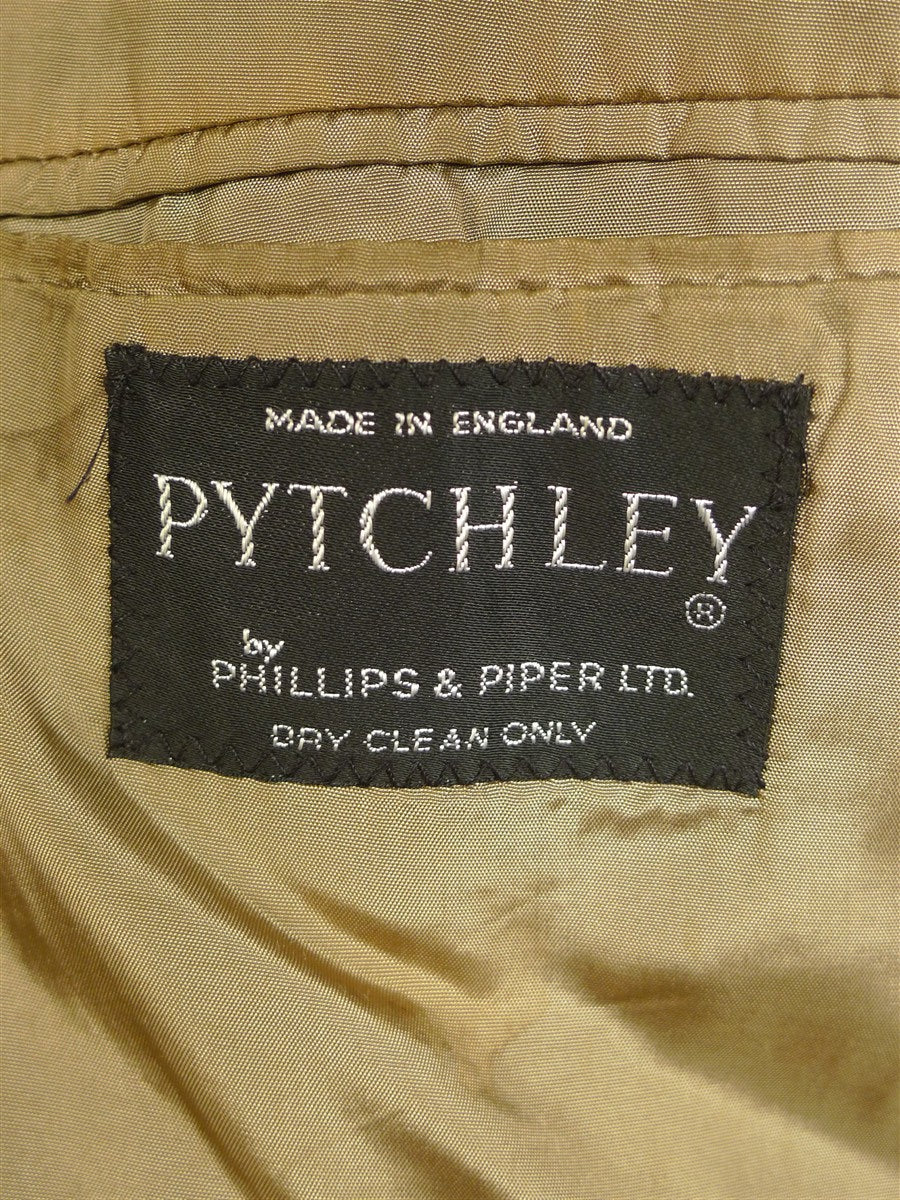 MADE IN ENGLAND
PYTCHLEY
®
by
PHILLIPS & PIPER LTD.
DRY CLEAN ONLY